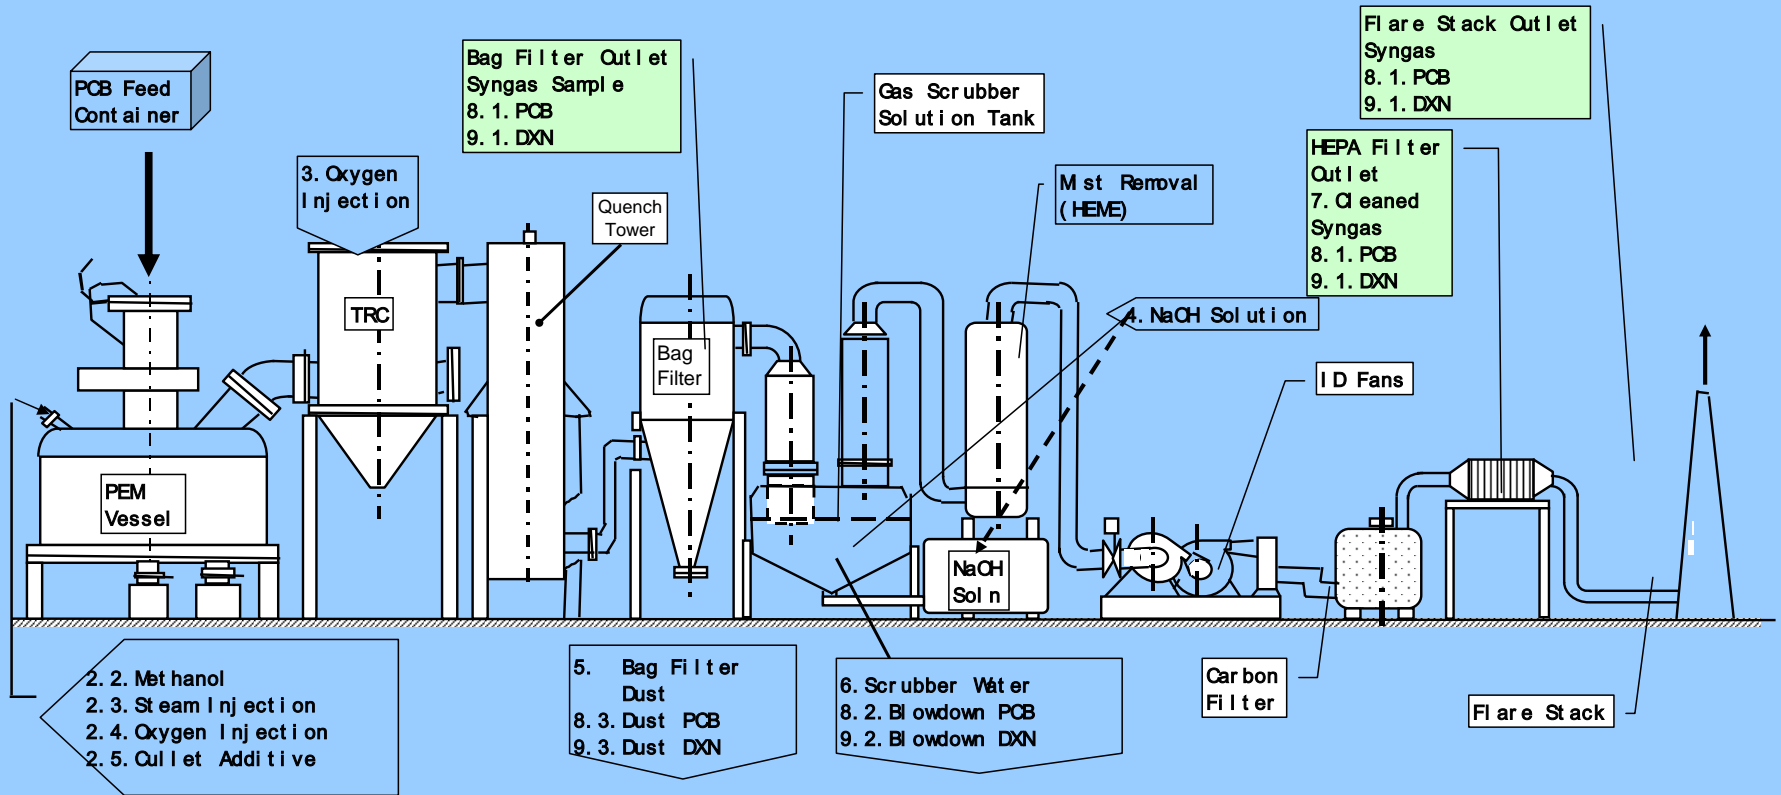 PCB Feed
Container
3. Oxygen
Injection
Bag Filter Outlet
Syngas Sample
8. 1. PCB
9. 1. DXN
Quench
Tower
Gas Scrubber
Solution Tank
Mist Removal
(HEME)
Flare Stack Outlet
Syngas
8. 1. PCB
9. 1. DXN
HEPA Filter
Outlet
7. Cleaned
Syngas
8. 1. PCB
9. 1. DXN
4. NaOH Solution
TRC
Bag
Filter
ID Fans
PEM
Vessel
NaOH
Soln
2. 2. Methanol
2. 3. Steam Injection
2. 4. Oxygen Injection
2. 5. Cullet Additive
5. Bag Filter
Dust
8. 3. Dust PCB
9. 3. Dust DXN
6. Scrubber Water
8. 2. Blowdown PCB
9. 2. Blowdown DXN
Carbon
Filter
Flare Stack